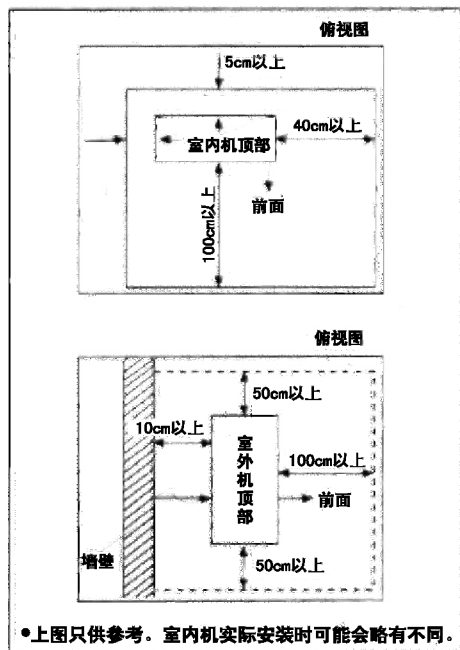 俯视图
5cm以上
40cm以上
室内机顶部
前面
100cm以上
俯视图
50cm以上
10cm以上
室外机顶部
100cm以上
前面
墙壁
50cm以上
•上图只供参考。室内机实际安装时可能会略有不同。